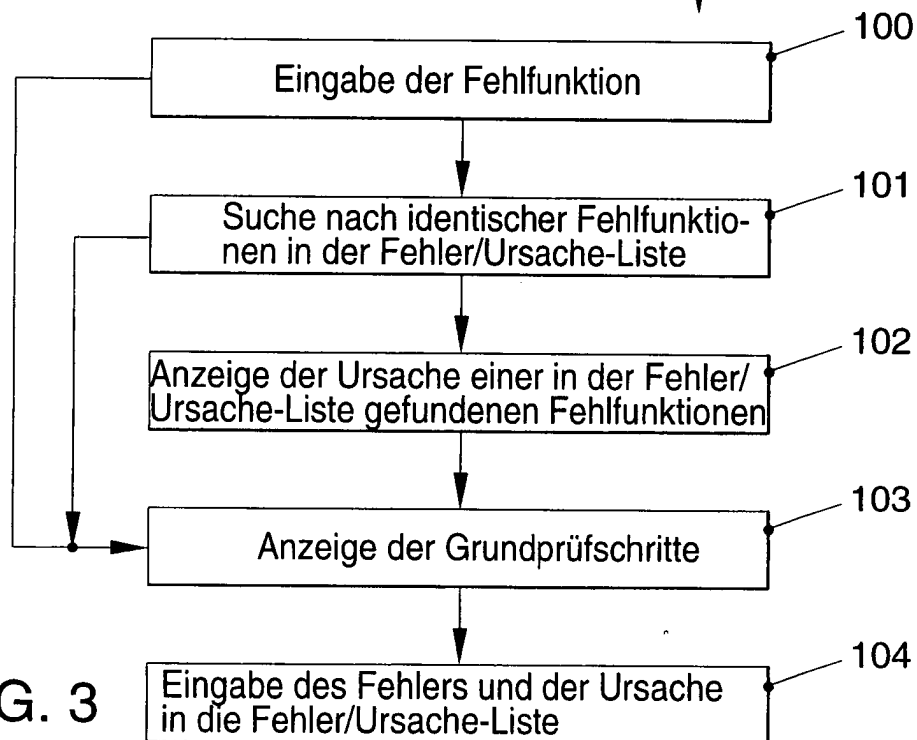 100
Eingabe der Fehlfunktion
101
Suche nach identischer Fehlfunktio-
nen in der Fehler/Ursache-Liste
102
Anzeige der Ursache einer in der Fehler/
Ursache-Liste gefundenen Fehlfunktionen
103
Anzeige der Grundprüfschritte
104
Eingabe des Fehlers und der Ursache
in die Fehler/Ursache-Liste
G. 3